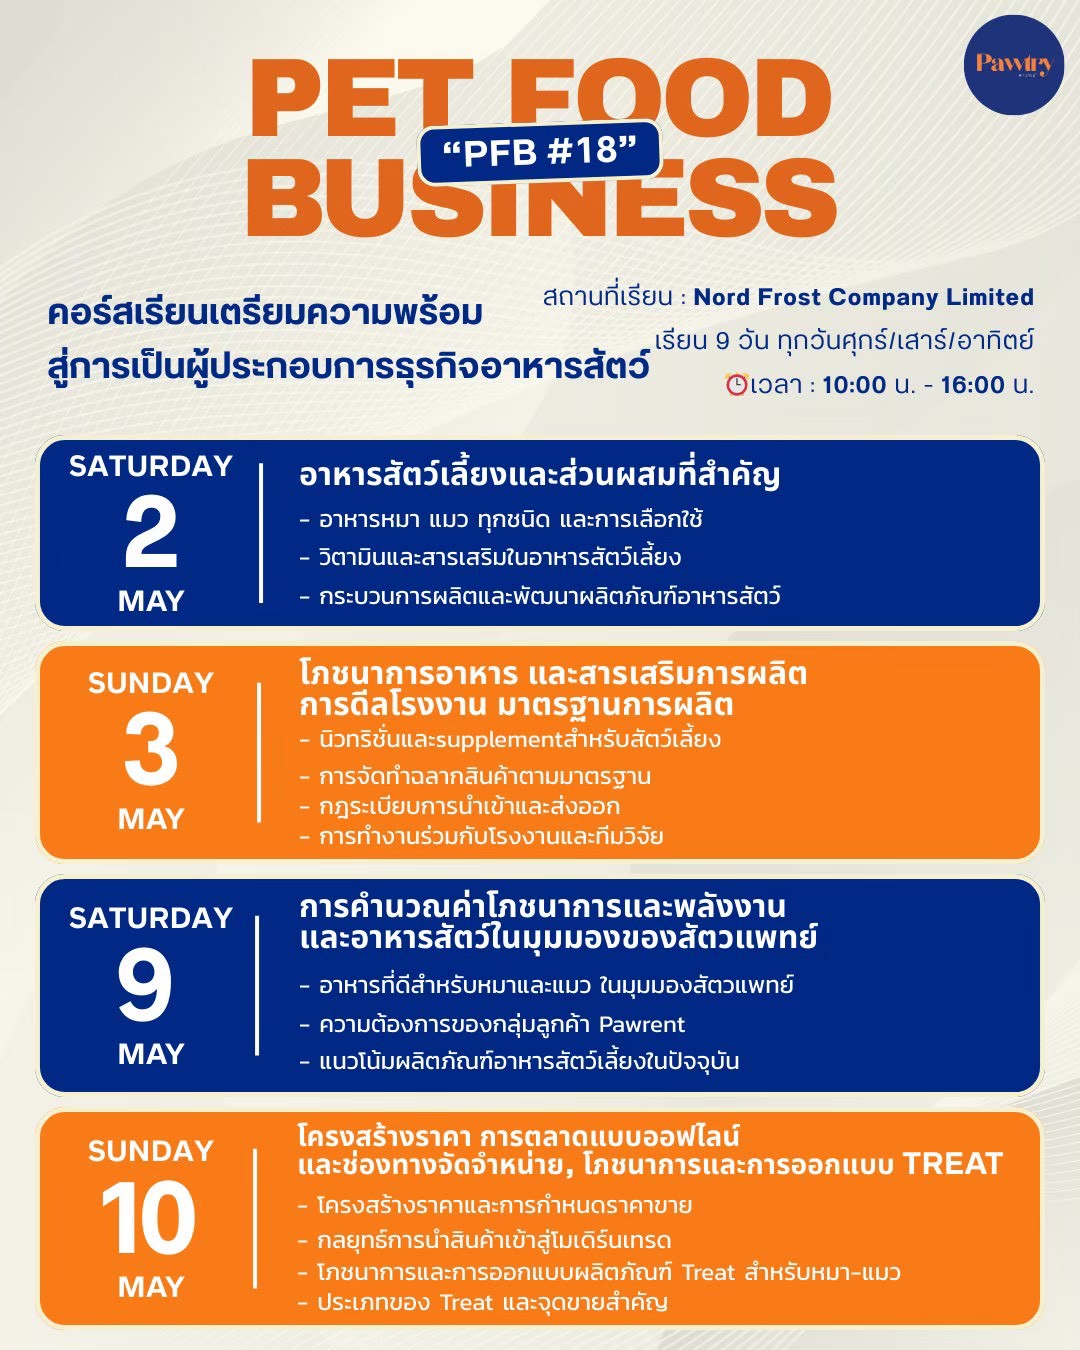 Pawtry
PET FOOD
"PFB #18"
BUSINESS
คอร์สเรียนเตรียมความพร้อม
สู่การเป็นผู้ประกอบการธุรกิจอาหารสัตว์
สถานที่เรียน : Nord Frost Company Limited
เรียน 9 วัน ทุกวันศุกร์/เสาร์/อาทิตย์
เวลา : 10:00 น. - 16:00 น.
SATURDAY
2
MAY
อาหารสัตว์เลี้ยงและส่วนผสมที่สำคัญ
- อาหารหมา แมว ทุกชนิด และการเลือกใช้
- วิตามินและสารเสริมในอาหารสัตว์เลี้ยง
- กระบวนการผลิตและพัฒนาผลิตภัณฑ์อาหารสัตว์
SUNDAY
3
MAY
โภชนาการอาหาร และสารเสริมการผลิต
การดีลโรงงาน มาตรฐานการผลิต
- นิวทริชั่นและsupplementสำหรับสัตว์เลี้ยง
- การจัดทำฉลากสินค้าตามมาตรฐาน
- กฎระเบียบการนำเข้าและส่งออก
- การทำงานร่วมกับโรงงานและทีมวิจัย
SATURDAY
9
MAY
การคำนวณค่าโภชนาการและพลังงาน
และอาหารสัตว์ในมุมมองของสัตวแพทย์
- อาหารที่ดีสำหรับหมาและแมว ในมุมมองสัตวแพทย์
- ความต้องการของกลุ่มลูกค้า Pawrent
- แนวโน้มผลิตภัณฑ์อาหารสัตว์เลี้ยงในปัจจุบัน
SUNDAY
10
MAY
โครงสร้างราคา การตลาดแบบออฟไลน์
และช่องทางจัดจำหน่าย, โภชนาการและการออกแบบ TREAT
- โครงสร้างราคาและการกำหนดราคาขาย
- กลยุทธ์การนำสินค้าเข้าสู่โมเดิร์นเทรด
- โภชนาการและการออกแบบผลิตภัณฑ์ Treat สำหรับหมา-แมว
- ประเภทของ Treat และจุดขายสำคัญ